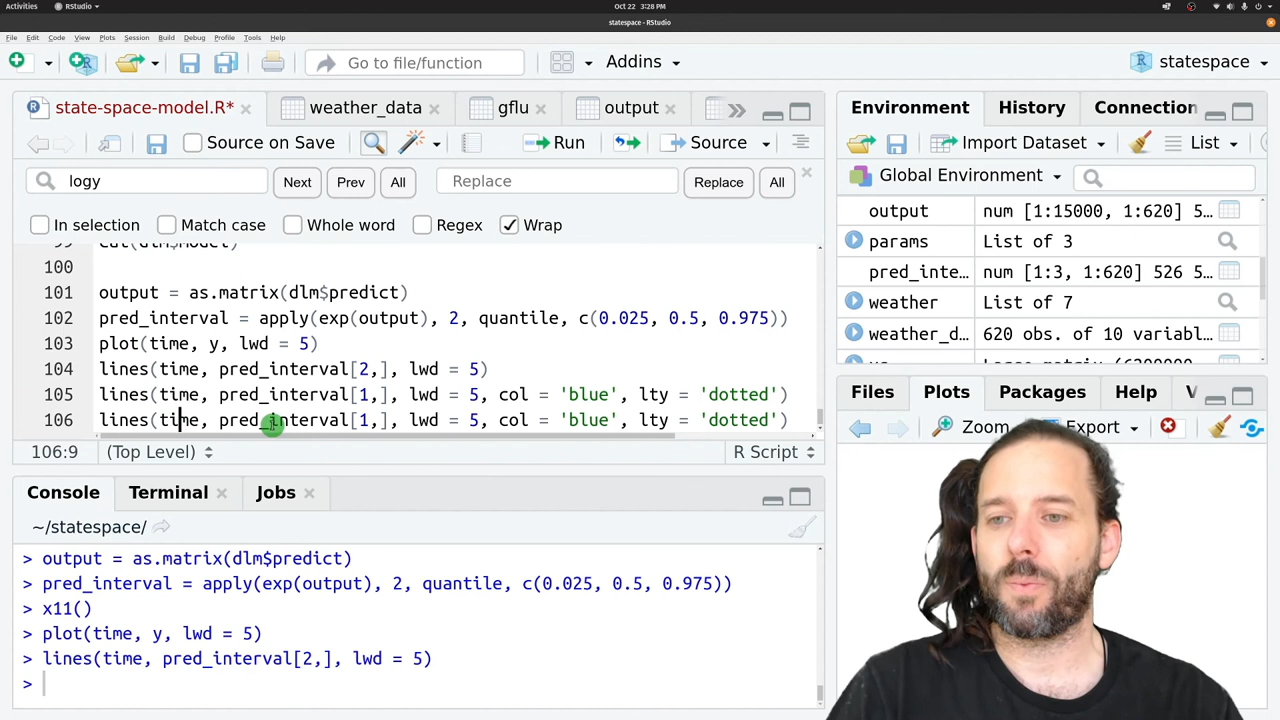 Activities RStudio Oct 22 3:28 PM
statespace - RStudio
File Edit Code View Plots Session Build Debug Profile Tools Help
Go to file/function Addins statespace
state-space-model.R* weather_data gflu output
Source on Save Run Source
logy Next Prev All Replace Replace All
In selection Match case Whole word Regex Wrap
99 cat(dlm$model)
100
101 output = as.matrix(dlm$predict)
102 pred_interval = apply(exp(output), 2, quantile, c(0.025, 0.5, 0.975))
103 plot(time, y, lwd = 5)
104 lines(time, pred_interval[2,], lwd = 5)
105 lines(time, pred_interval[1,], lwd = 5, col = 'blue', lty = 'dotted')
106 lines(time, pred_interval[1,], lwd = 5, col = 'blue', lty = 'dotted')
106:9 (Top Level) R Script
Console Terminal Jobs
~/statespace/
> output = as.matrix(dlm$predict)
> pred_interval = apply(exp(output), 2, quantile, c(0.025, 0.5, 0.975))
> x11()
> plot(time, y, lwd = 5)
> lines(time, pred_interval[2,], lwd = 5)
>
Environment History Connection
Import Dataset List
Global Environment
output num [1:15000, 1:620] 5…
params List of 3
pred_inte… num [1:3, 1:620] 526 5…
weather List of 7
weather_d… 620 obs. of 10 variabl…
Files Plots Packages Help V
Zoom Export